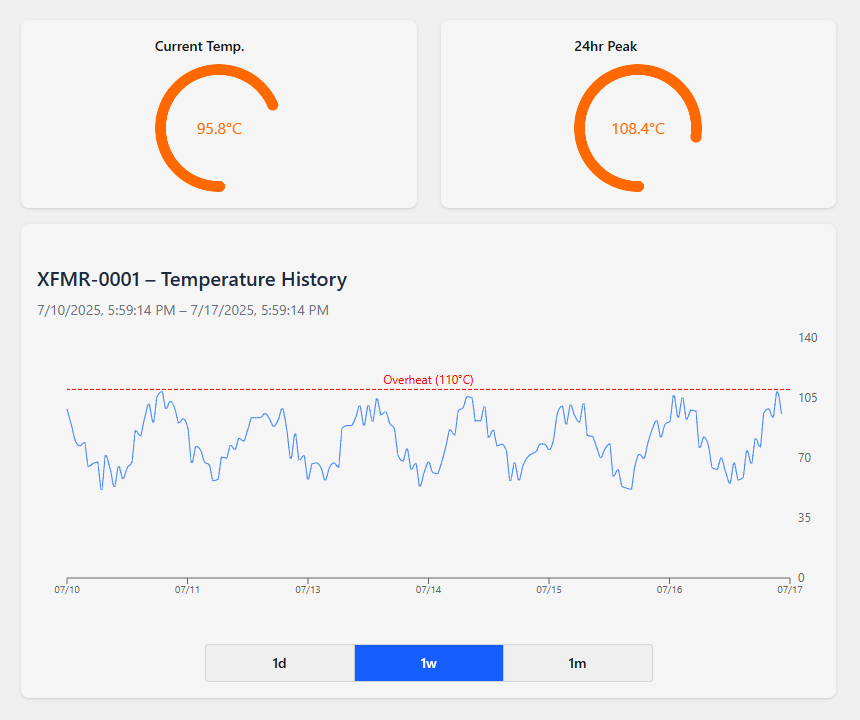 Current Temp.
95.8°C
24hr Peak
108.4°C
XFMR-0001 – Temperature History
7/10/2025, 5:59:14 PM – 7/17/2025, 5:59:14 PM
140
Overheat (110°C)
105
70
35
0
07/10 07/11 07/13 07/14 07/15 07/16 07/17
1d 1w 1m